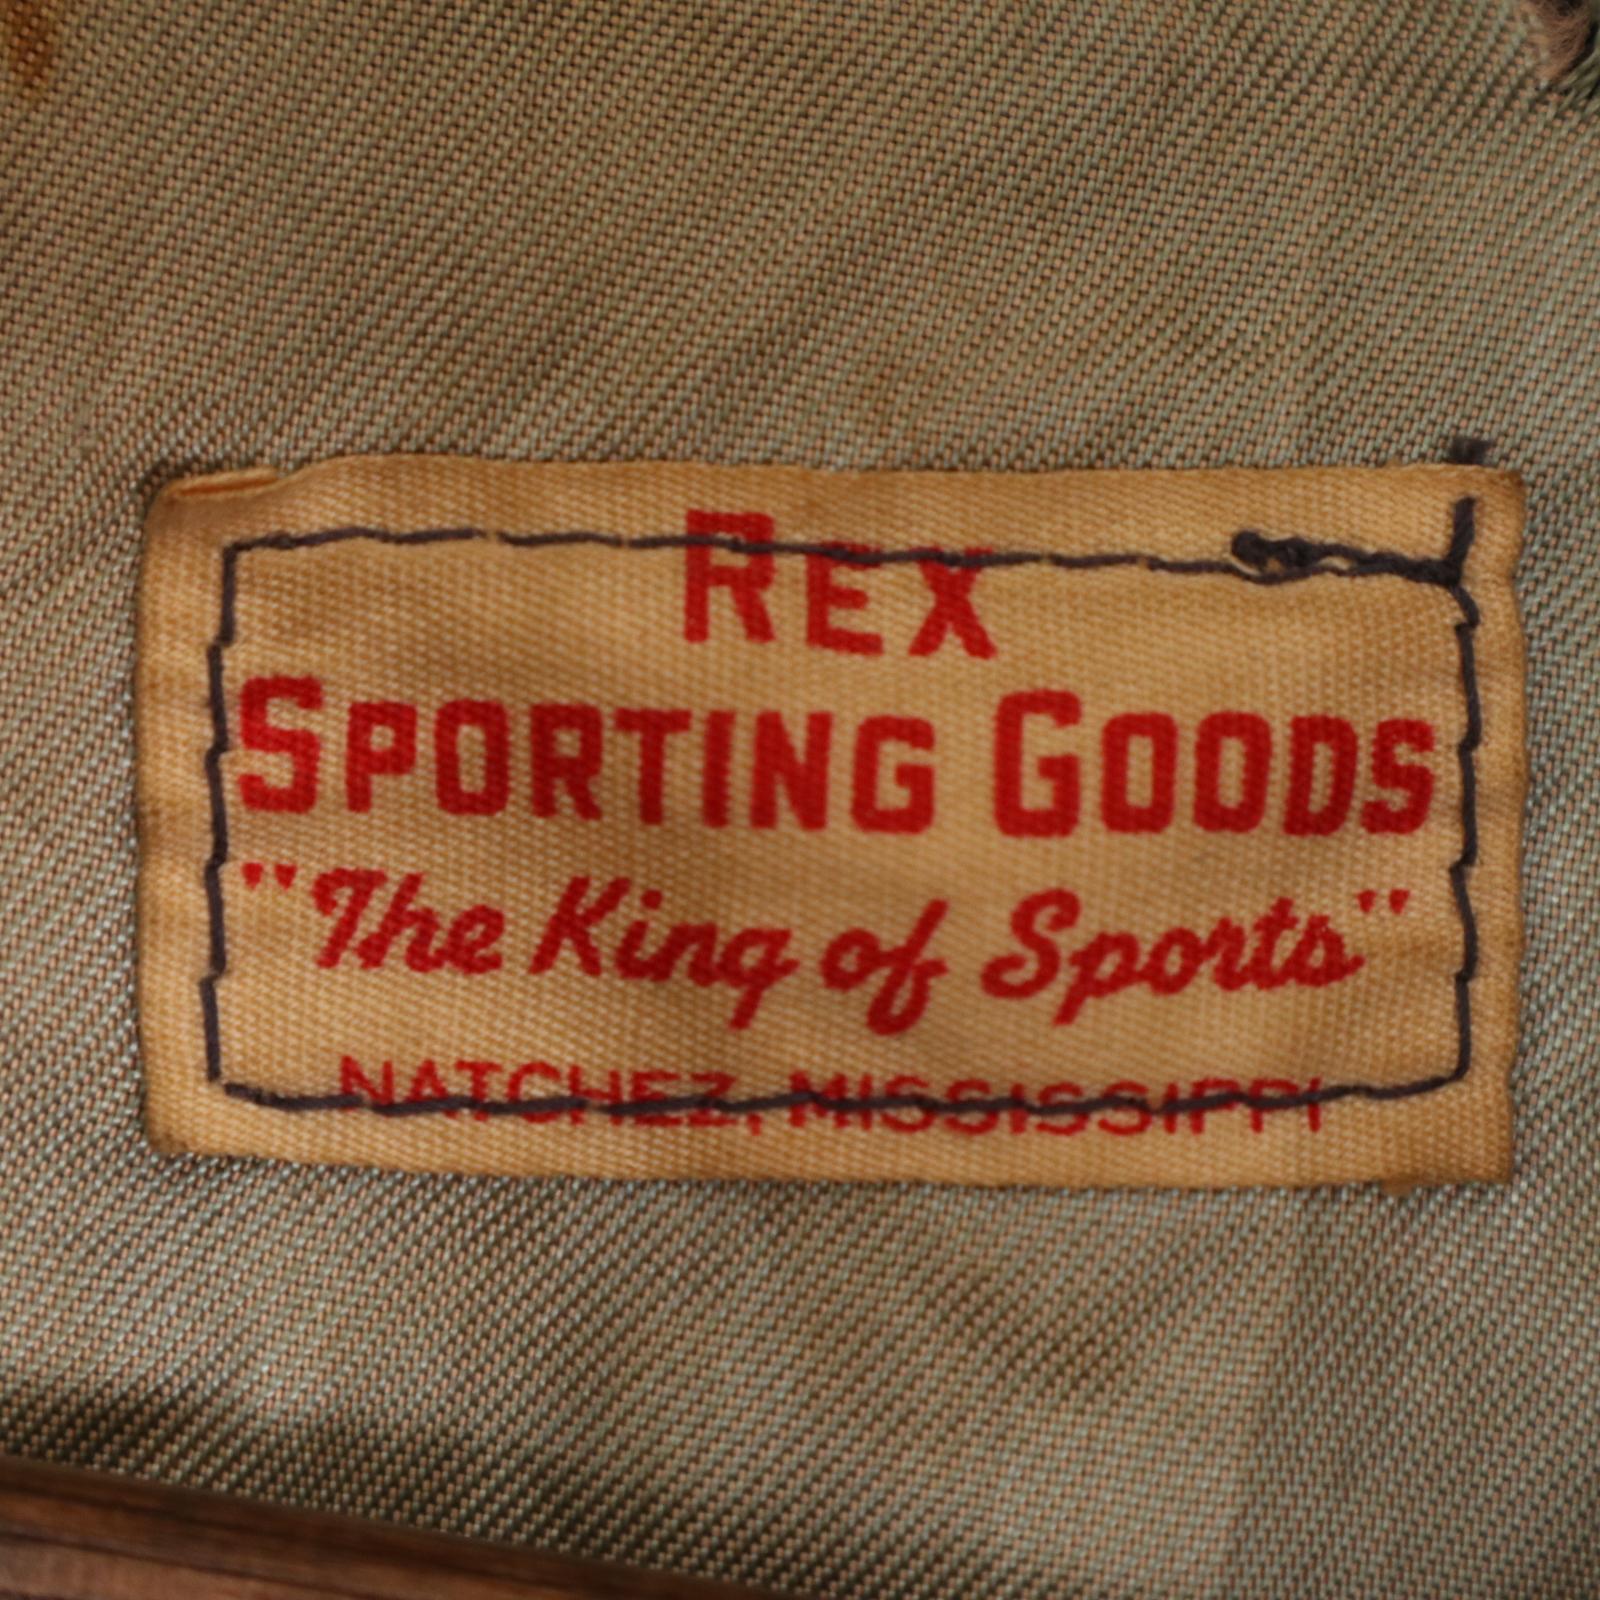 REX
SPORTING GOODS
"The King of Sports"
NATCHEZ, MISSISSIPPI